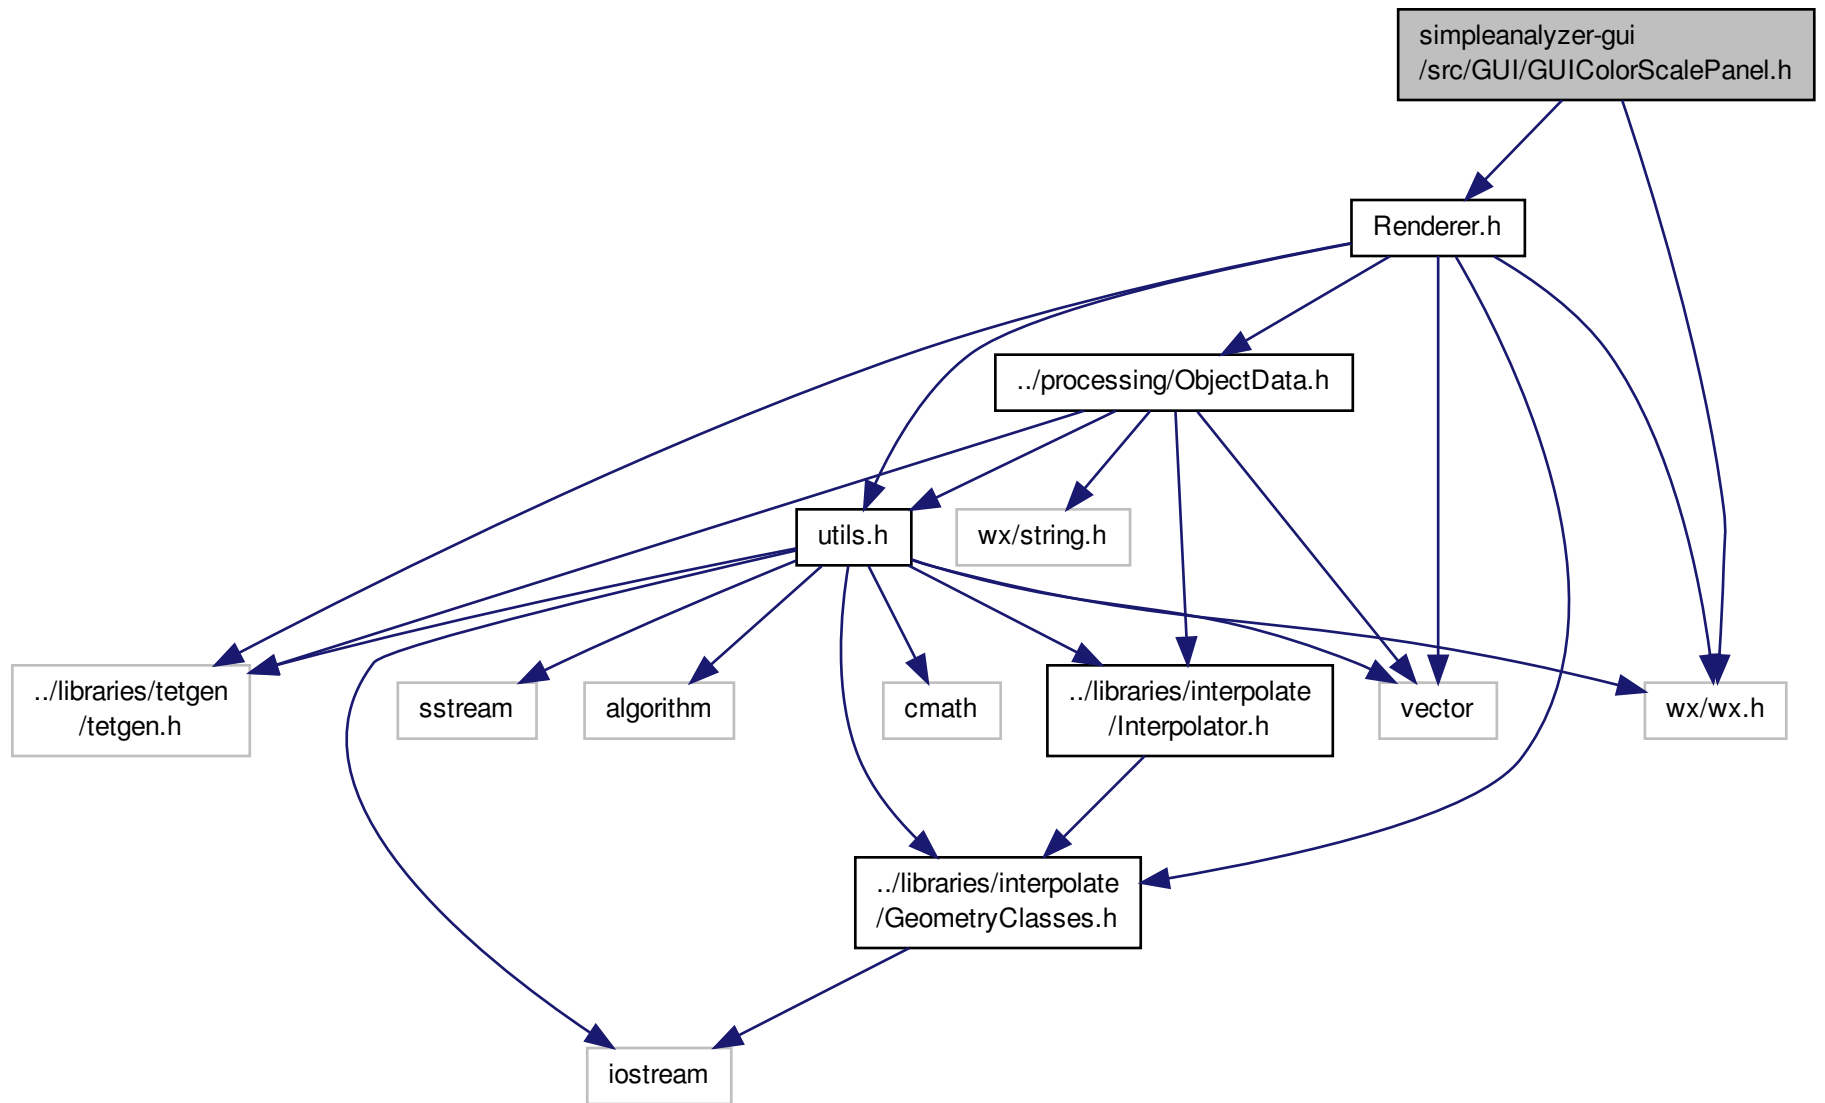 simpleanalyzer-gui
/src/GUI/GUIColorScalePanel.h
Renderer.h
../processing/ObjectData.h
utils.h
wx/string.h
../libraries/tetgen
/tetgen.h
sstream
algorithm
cmath
../libraries/interpolate
/Interpolator.h
vector
wx/wx.h
../libraries/interpolate
/GeometryClasses.h
iostream